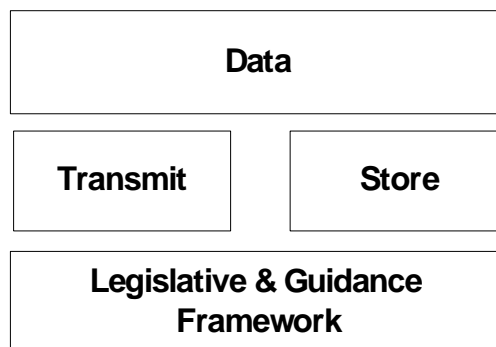 Data
Transmit
Store
Legislative & Guidance
Framework